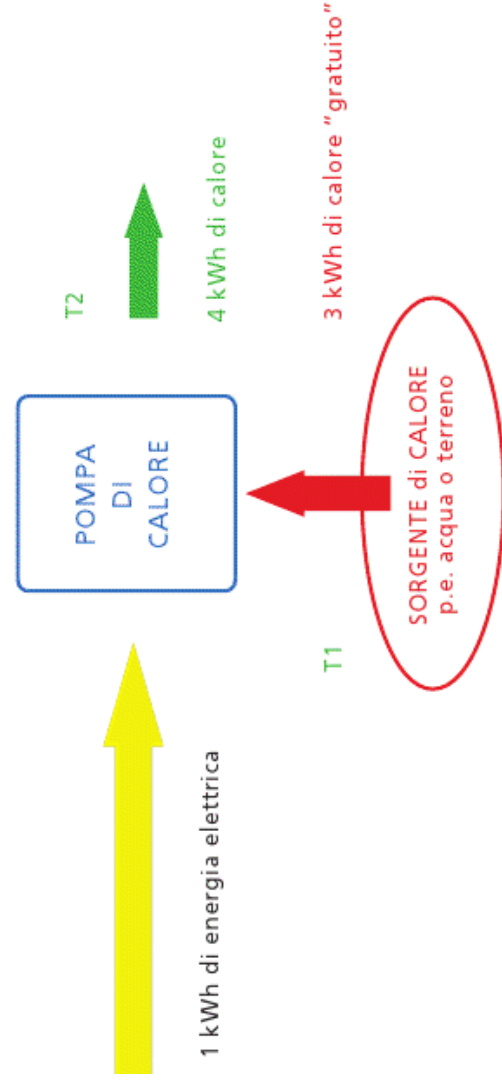 1 kWh di energia elettrica
POMPA
DI
CALORE
T2
4 kWh di calore
T1
3 kWh di calore "gratuito"
SORGENTE di CALORE
p.e. acqua o terreno